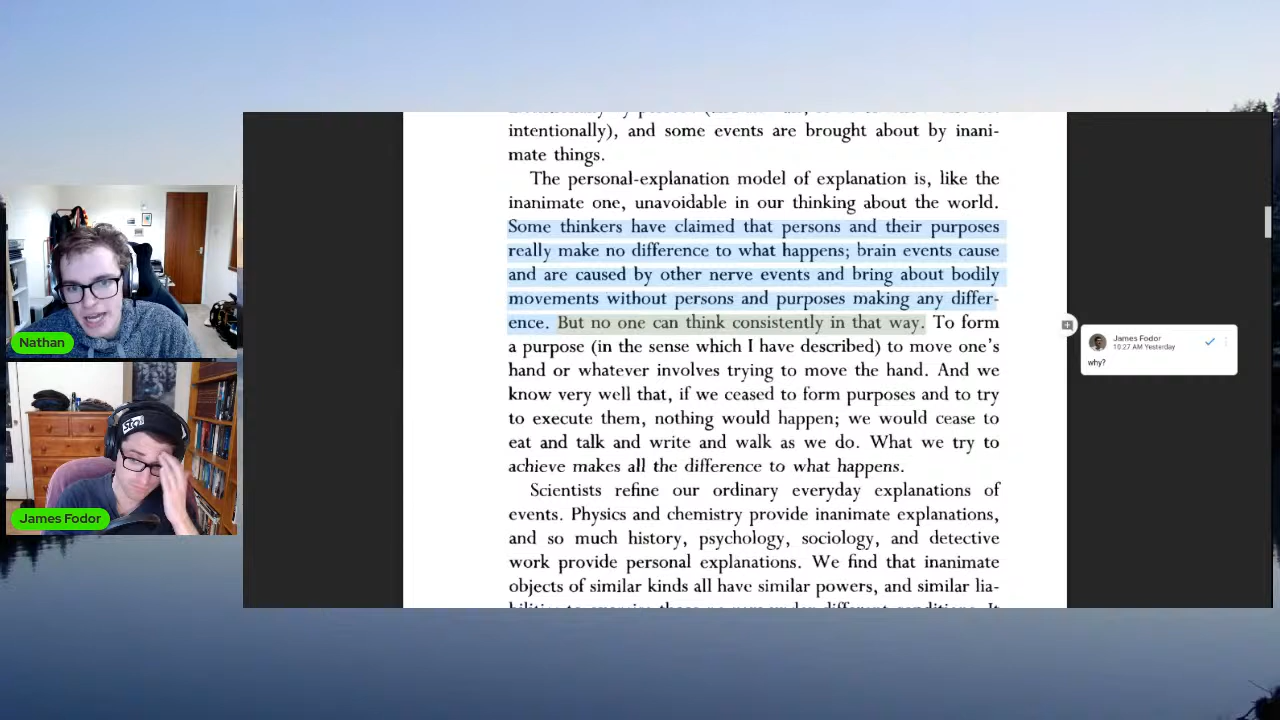 intentionally), and some events are brought about by inani-
mate things.
The personal-explanation model of explanation is, like the
inanimate one, unavoidable in our thinking about the world.
Some thinkers have claimed that persons and their purposes
really make no difference to what happens; brain events cause
and are caused by other nerve events and bring about bodily
movements without persons and purposes making any differ-
ence. But no one can think consistently in that way. To form
a purpose (in the sense which I have described) to move one's
hand or whatever involves trying to move the hand. And we
know very well that, if we ceased to form purposes and to try
to execute them, nothing would happen; we would cease to
eat and talk and write and walk as we do. What we try to
achieve makes all the difference to what happens.
Scientists refine our ordinary everyday explanations of
events. Physics and chemistry provide inanimate explanations,
and so much history, psychology, sociology, and detective
work provide personal explanations. We find that inanimate
objects of similar kinds all have similar powers, and similar lia-
James Fodor
10:27 AM Yesterday
why?
Nathan
James Fodor